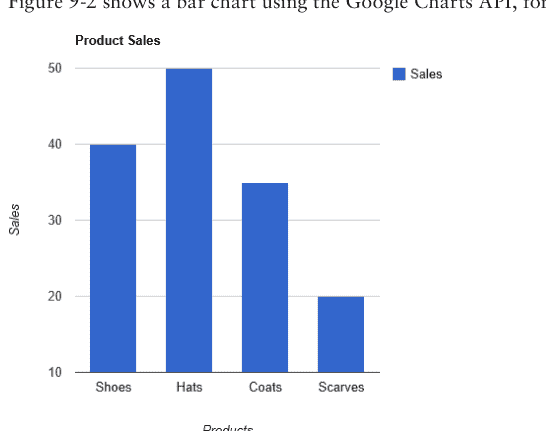 Figure 9-2 shows a bar chart using the Google Charts API, for
Product Sales
50
Sales
40
30
Sales
20
10
Shoes Hats Coats Scarves
Products